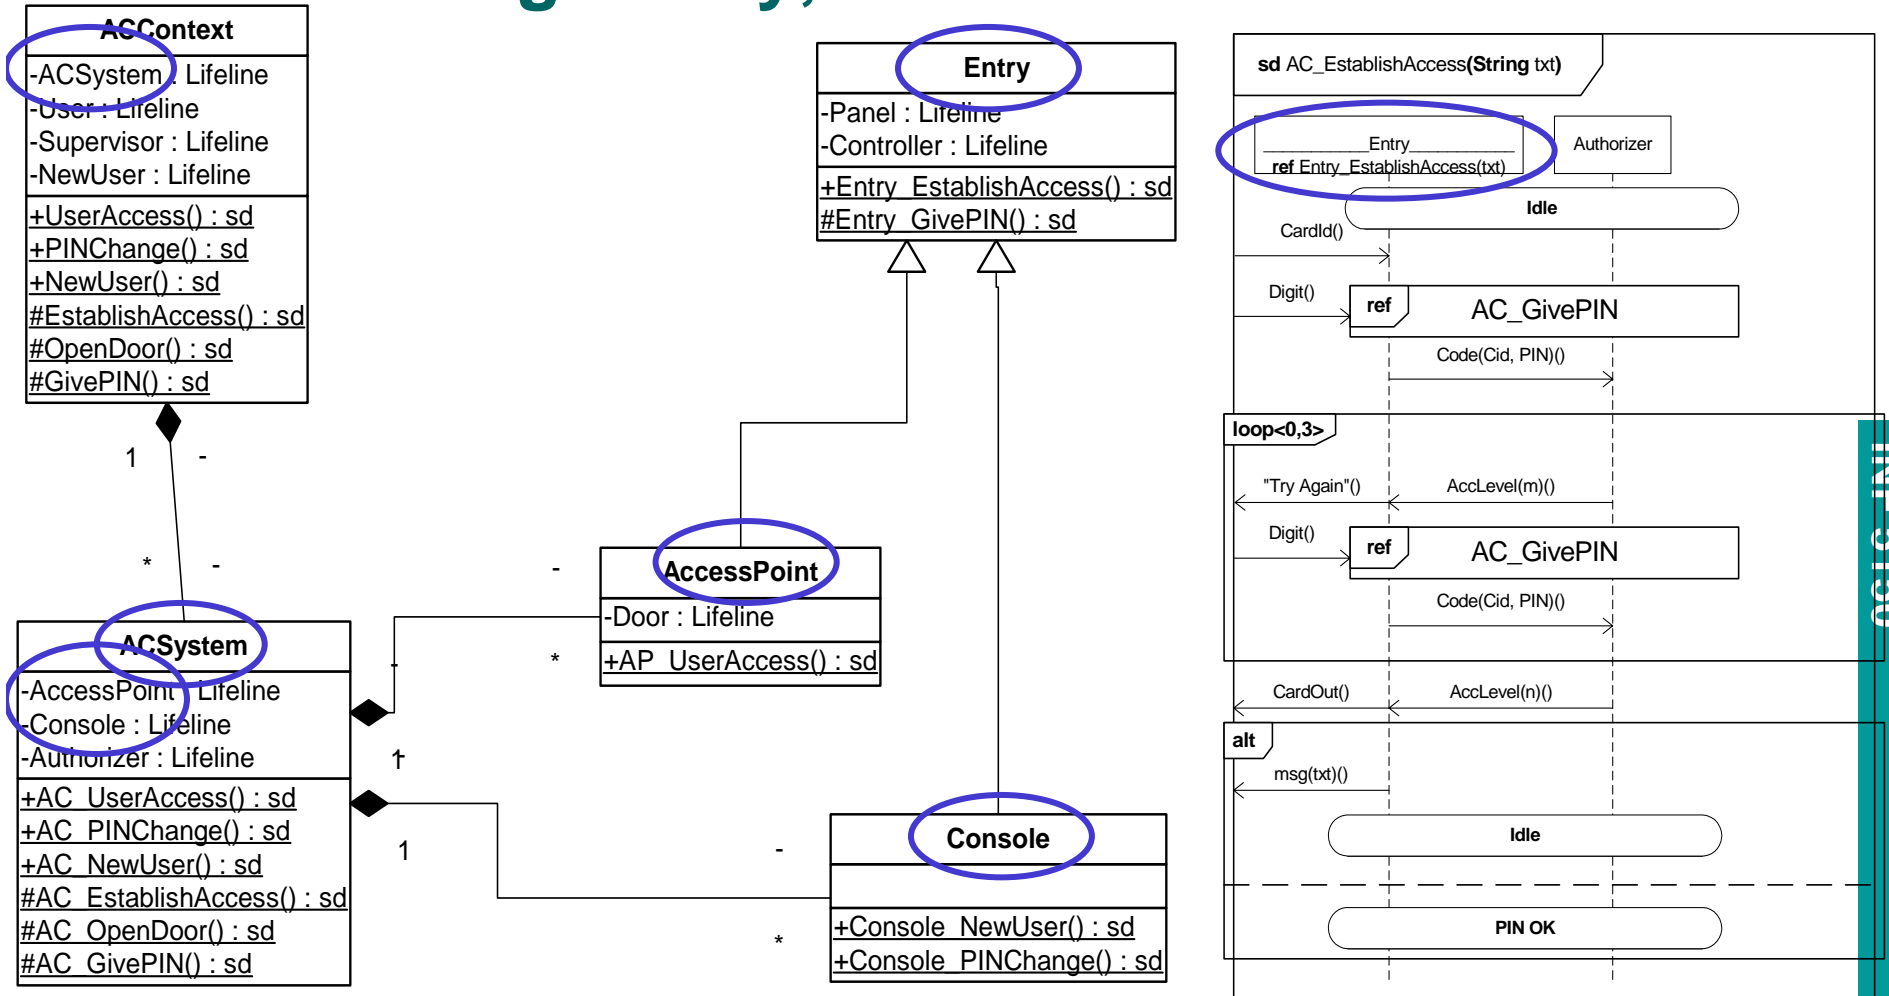 ACContext
-ACSystem : Lifeline
-User : Lifeline
-Supervisor : Lifeline
-NewUser : Lifeline
+UserAccess() : sd
+PINChange() : sd
+NewUser() : sd
#EstablishAccess() : sd
#OpenDoor() : sd
#GivePIN() : sd
1
-
*
-
ACSystem
-AccessPoint : Lifeline
-Console : Lifeline
-Authorizer : Lifeline
+AC_UserAccess() : sd
+AC_PINChange() : sd
+AC_NewUser() : sd
#AC_EstablishAccess() : sd
#AC_OpenDoor() : sd
#AC_GivePIN() : sd
-
1
-
*
-
1
-
*
Entry
-Panel : Lifeline
-Controller : Lifeline
+Entry_EstablishAccess() : sd
#Entry_GivePIN() : sd
AccessPoint
-Door : Lifeline
+AP_UserAccess() : sd
Console
+Console_NewUser() : sd
+Console_PINChange() : sd
sd AC_EstablishAccess(String txt)
Entry
ref Entry_EstablishAccess(txt)
Authorizer
Idle
CardId()
Digit()
ref
AC_GivePIN
Code(Cid, PIN)()
loop<0,3>
"Try Again"()
AccLevel(m)()
Digit()
ref
AC_GivePIN
Code(Cid, PIN)()
CardOut()
AccLevel(n)()
alt
msg(txt)()
Idle
PIN OK